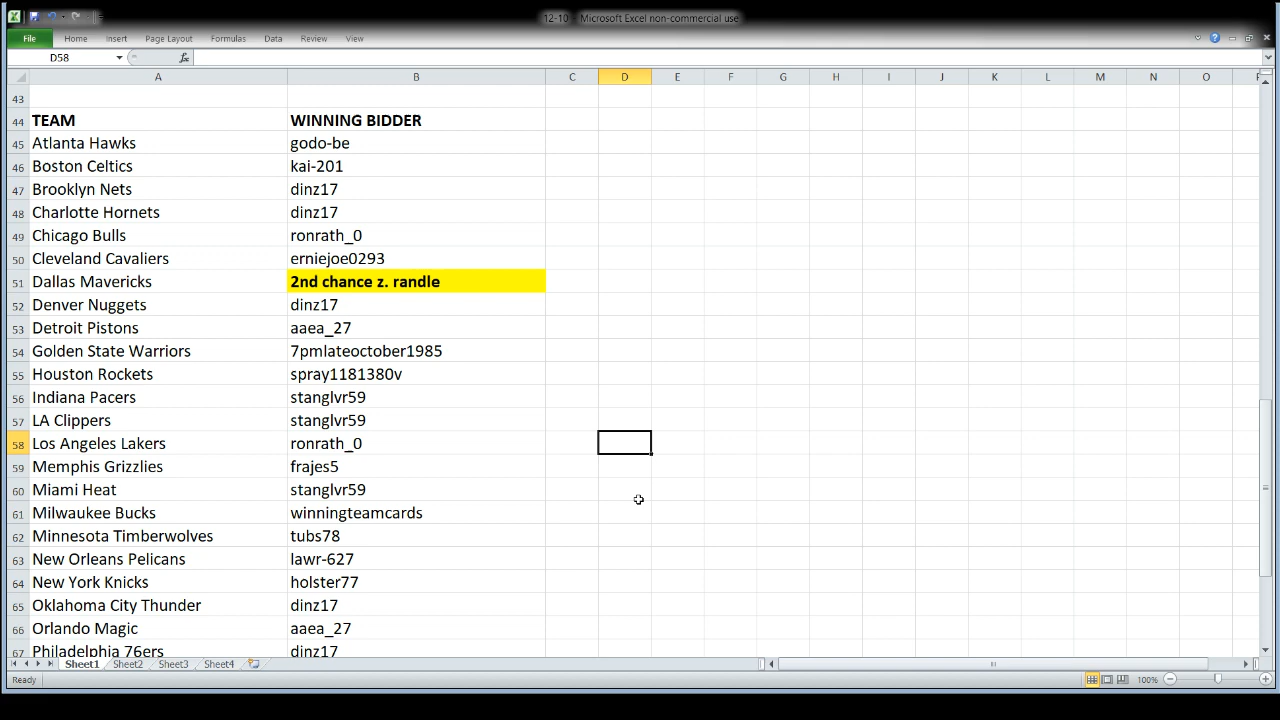 12-10 - Microsoft Excel non-commercial use
File Home Insert Page Layout Formulas Data Review View
D58 fx
A B C D E F G H I J K L M N O
43
44 TEAM WINNING BIDDER
45 Atlanta Hawks godo-be
46 Boston Celtics kai-201
47 Brooklyn Nets dinz17
48 Charlotte Hornets dinz17
49 Chicago Bulls ronrath_0
50 Cleveland Cavaliers erniejoe0293
51 Dallas Mavericks 2nd chance z. randle
52 Denver Nuggets dinz17
53 Detroit Pistons aaea_27
54 Golden State Warriors 7pmlateoctober1985
55 Houston Rockets spray1181380v
56 Indiana Pacers stanglvr59
57 LA Clippers stanglvr59
58 Los Angeles Lakers ronrath_0
59 Memphis Grizzlies frajes5
60 Miami Heat stanglvr59
61 Milwaukee Bucks winningteamcards
62 Minnesota Timberwolves tubs78
63 New Orleans Pelicans lawr-627
64 New York Knicks holster77
65 Oklahoma City Thunder dinz17
66 Orlando Magic aaea_27
67 Philadelphia 76ers dinz17
Sheet1 Sheet2 Sheet3 Sheet4
Ready 100%